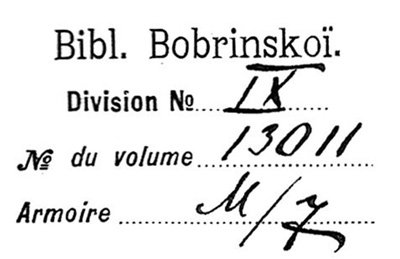 Bibl. Bobrinskoï.
Division № IX
№ du volume 13011
Armoire M/7